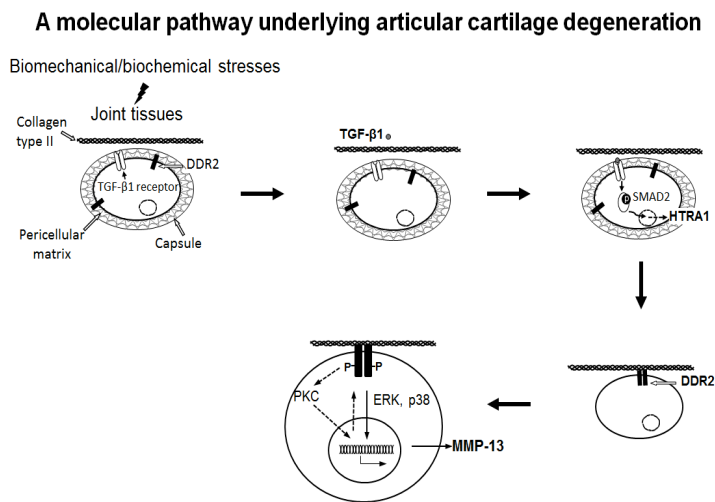 A molecular pathway underlying articular cartilage degeneration
Biomechanical/biochemical stresses
Joint tissues
Collagen
type II
DDR2
TGF-β1 receptor
Pericellular
matrix
Capsule
TGF-β1
P
SMAD2
HTRA1
DDR2
P
P
PKC
ERK, p38
MMP-13